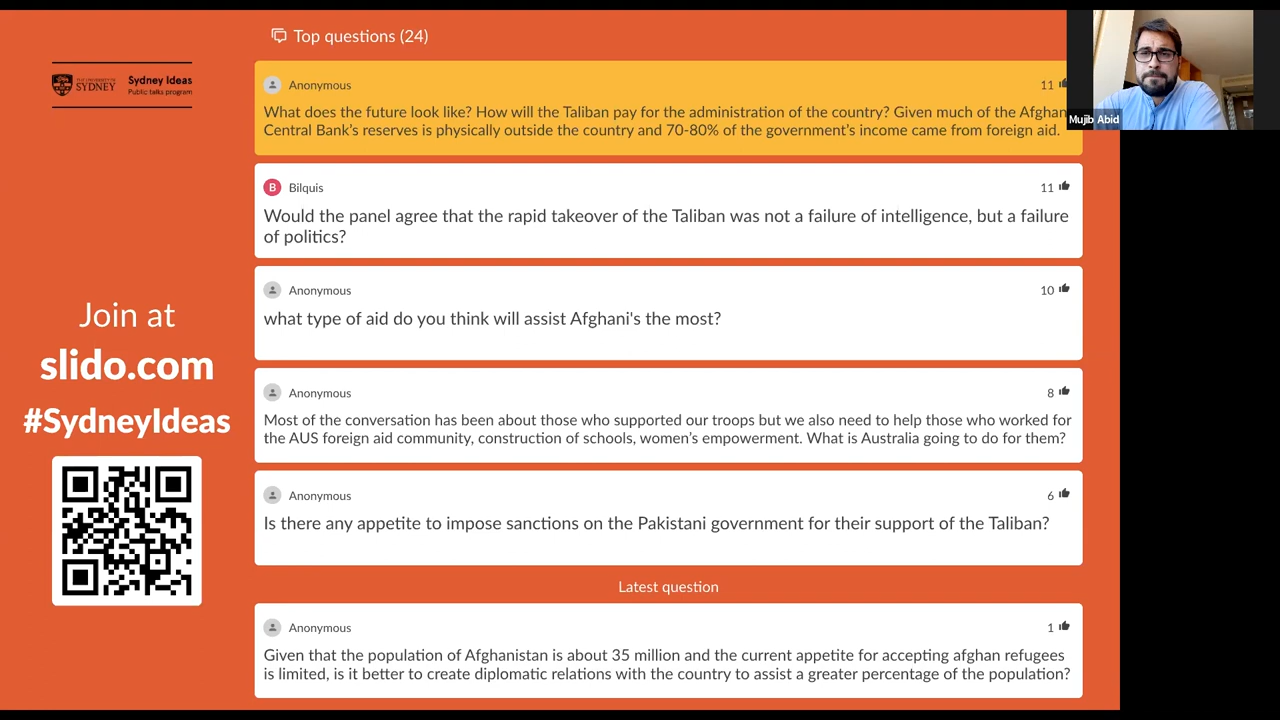 Top questions (24)
THE UNIVERSITY OF
SYDNEY
Sydney Ideas
Public talks program
Anonymous
11
What does the future look like? How will the Taliban pay for the administration of the country? Given much of the Afghan
Central Bank's reserves is physically outside the country and 70-80% of the government's income came from foreign aid.
Mujib Abid
B Bilquis
11
Would the panel agree that the rapid takeover of the Taliban was not a failure of intelligence, but a failure
of politics?
Anonymous
10
what type of aid do you think will assist Afghani's the most?
Join at
slido.com
#SydneyIdeas
Anonymous
8
Most of the conversation has been about those who supported our troops but we also need to help those who worked for
the AUS foreign aid community, construction of schools, women's empowerment. What is Australia going to do for them?
Anonymous
6
Is there any appetite to impose sanctions on the Pakistani government for their support of the Taliban?
Latest question
Anonymous
1
Given that the population of Afghanistan is about 35 million and the current appetite for accepting afghan refugees
is limited, is it better to create diplomatic relations with the country to assist a greater percentage of the population?